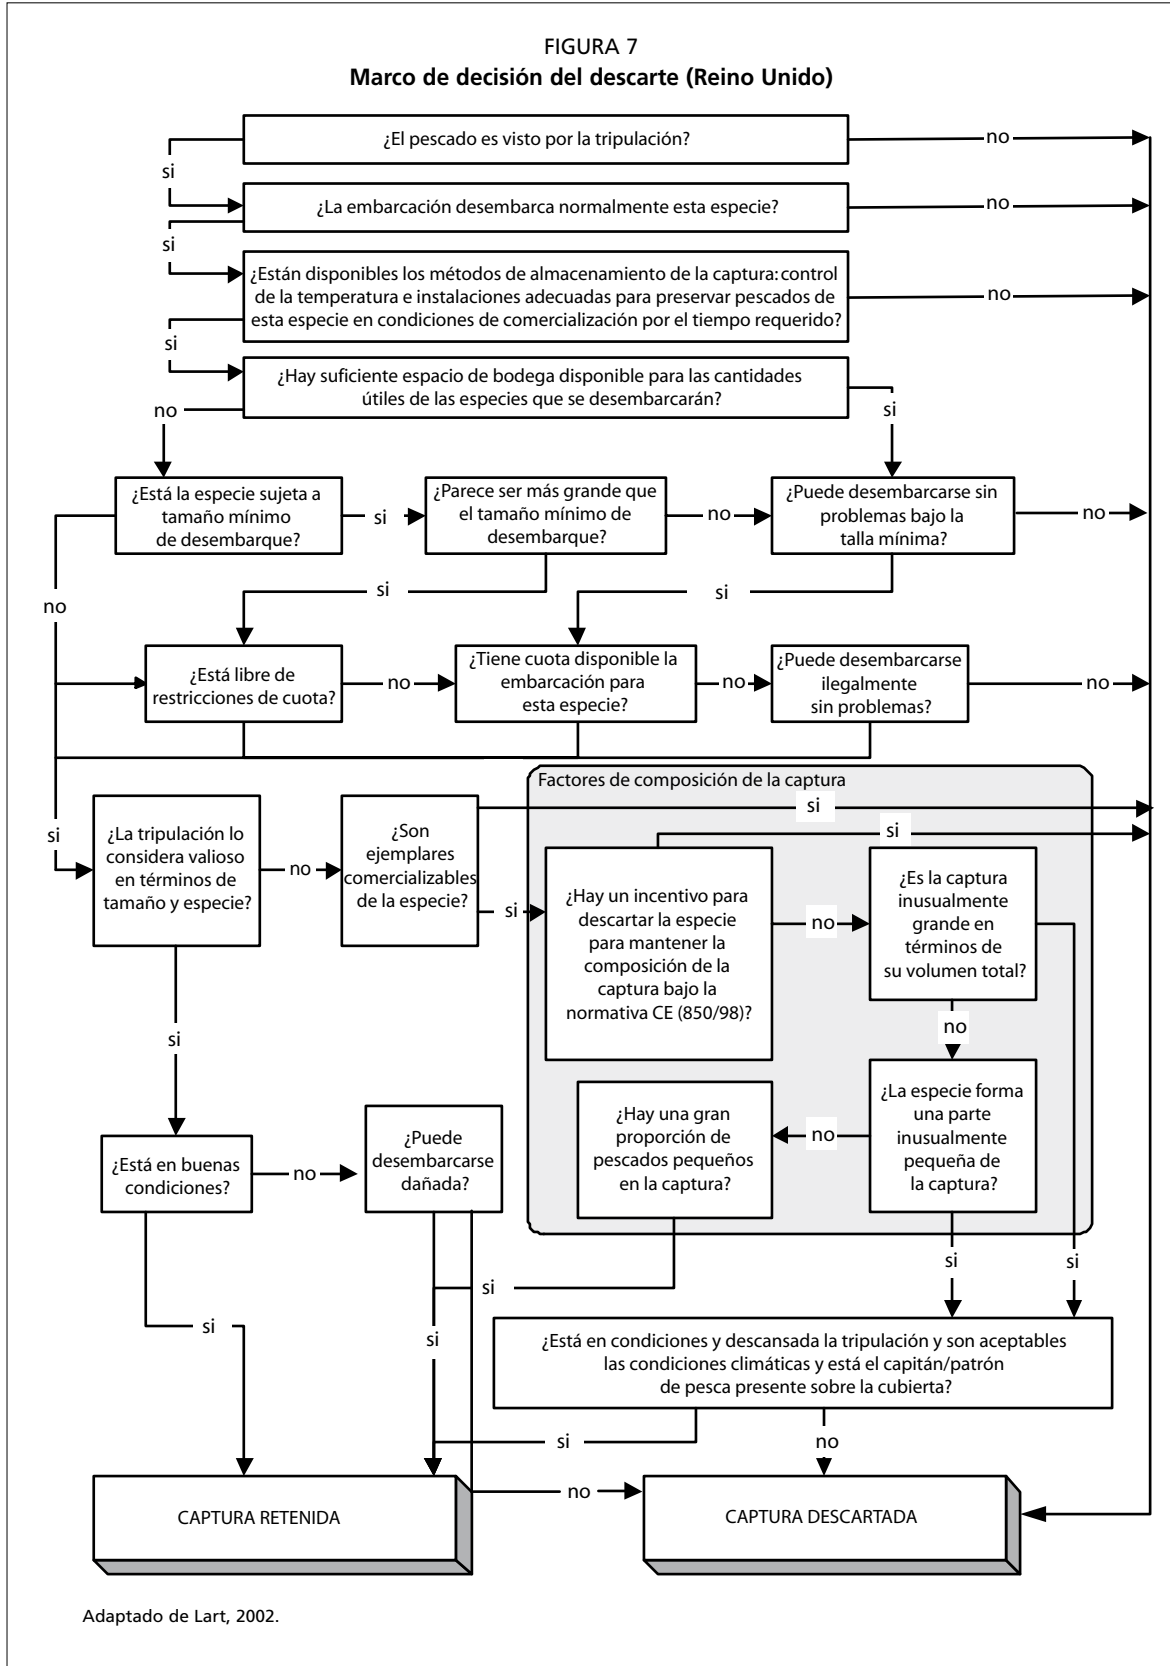 FIGURA 7
Marco de decisión del descarte (Reino Unido)
¿El pescado es visto por la tripulación?
no
si
¿La embarcación desembarca normalmente esta especie?
no
si
¿Están disponibles los métodos de almacenamiento de la captura: control
de la temperatura e instalaciones adecuadas para preservar pescados de
esta especie en condiciones de comercialización por el tiempo requerido?
no
si
¿Hay suficiente espacio de bodega disponible para las cantidades
útiles de las especies que se desembarcarán?
no
si
¿Está la especie sujeta a
tamaño mínimo
de desembarque?
si
¿Parece ser más grande que
el tamaño mínimo de
desembarque?
no
¿Puede desembarcarse sin
problemas bajo la
talla mínima?
no
no
si
si
¿Está libre de
restricciones de cuota?
no
¿Tiene cuota disponible la
embarcación para
esta especie?
no
¿Puede desembarcarse
ilegalmente
sin problemas?
no
Factores de composición de la captura
si
si
si
¿La tripulación lo
considera valioso
en términos de
tamaño y especie?
no
¿Son
ejemplares
comercializables
de la especie?
si
¿Hay un incentivo para
descartar la especie
para mantener la
composición de la
captura bajo la
normativa CE (850/98)?
no
¿Es la captura
inusualmente
grande en
términos de
su volumen total?
no
si
¿La especie forma
una parte
inusualmente
pequeña de
la captura?
no
¿Hay una gran
proporción de
pescados pequeños
en la captura?
¿Puede
desembarcarse
dañada?
¿Está en buenas
condiciones?
no
si
si
si
si
si
¿Está en condiciones y descansada la tripulación y son aceptables
las condiciones climáticas y está el capitán/patrón
de pesca presente sobre la cubierta?
si
no
CAPTURA RETENIDA
no
CAPTURA DESCARTADA
Adaptado de Lart, 2002.